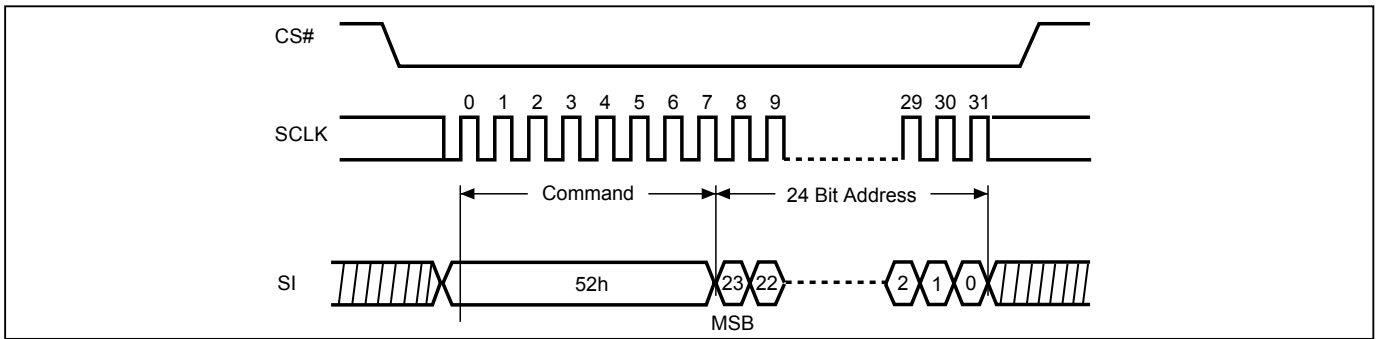 CS#
0 1 2 3 4 5 6 7 8 9 29 30 31
SCLK
Command 24 Bit Address
SI 52h 23 22 2 1 0
MSB